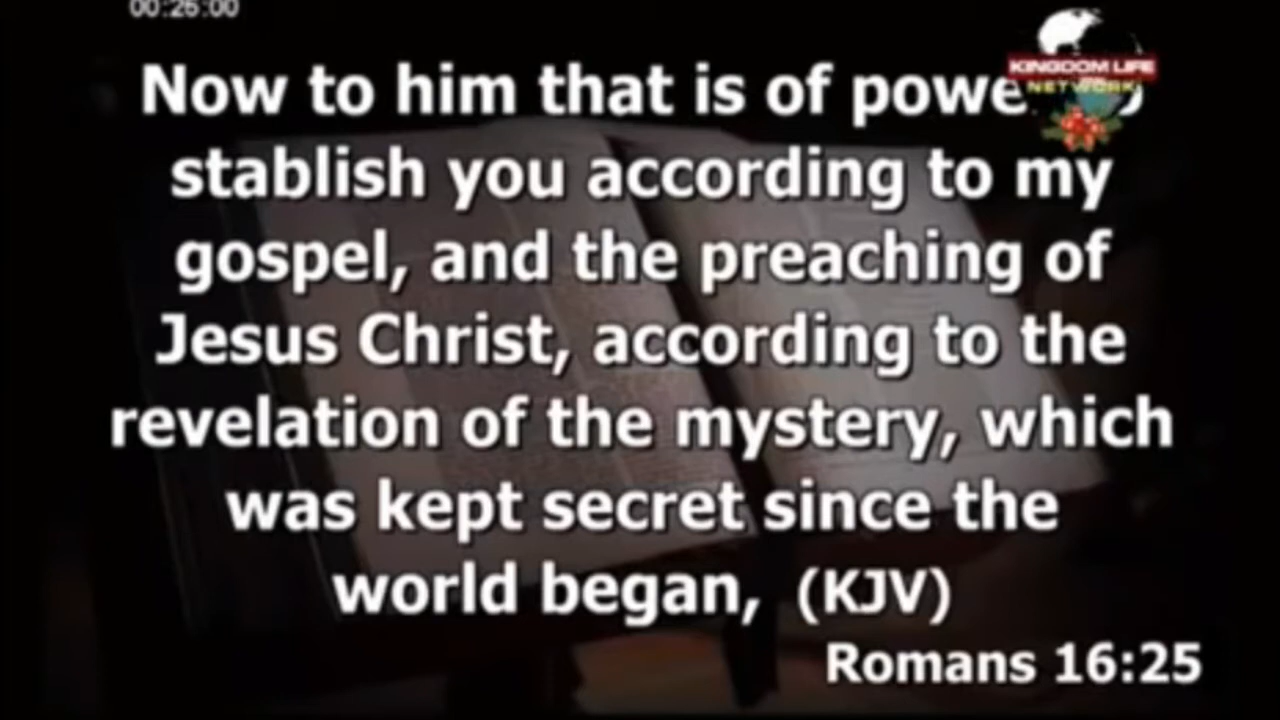 00:26:00
KINGDOM LIFE
NETWORK
Now to him that is of
stablish you according to my
gospel, and the preaching of
Jesus Christ, according to the
revelation of the mystery, which
was kept secret since the
world began, (KJV)
Romans 16:25